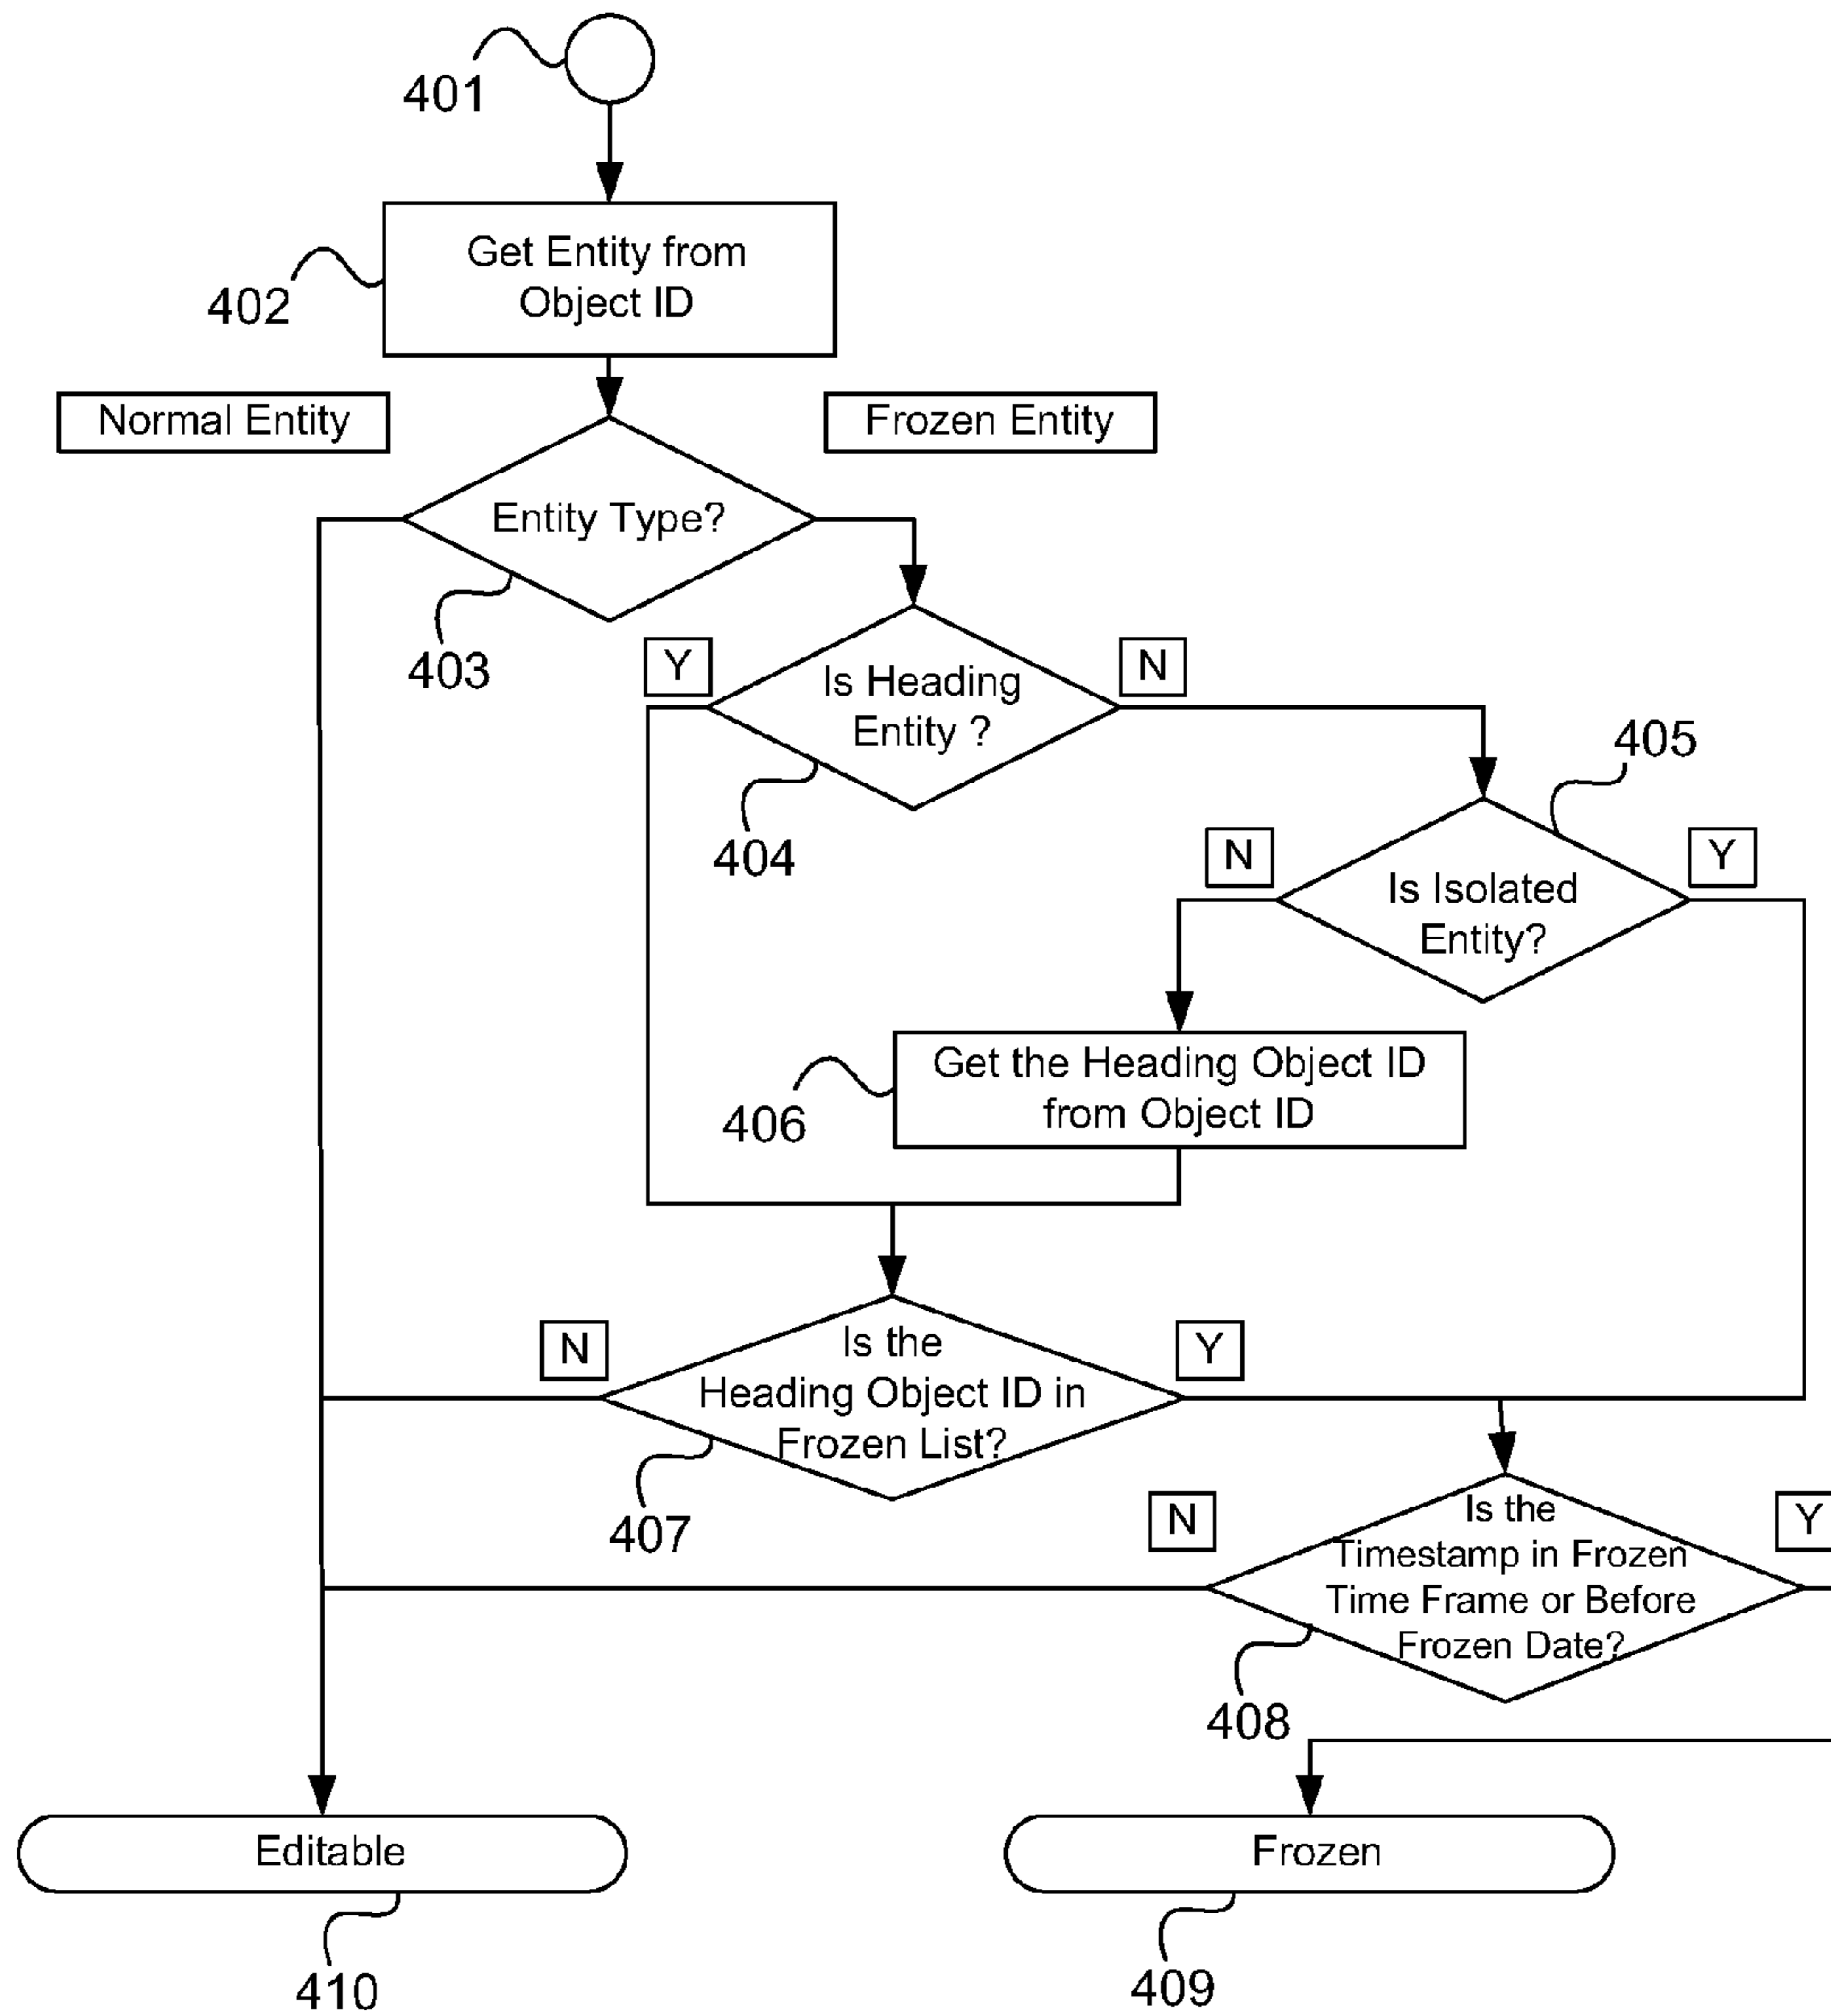 401
Get Entity from
Object ID
402
Normal Entity
Frozen Entity
Entity Type?
403
Y
N
Is Heading
Entity ?
404
405
N
Y
Is Isolated
Entity?
Get the Heading Object ID
from Object ID
406
N
Y
Is the
Heading Object ID in
Frozen List?
407
N
Y
Is the
Timestamp in Frozen
Time Frame or Before
Frozen Date?
408
Editable
Frozen
410
409